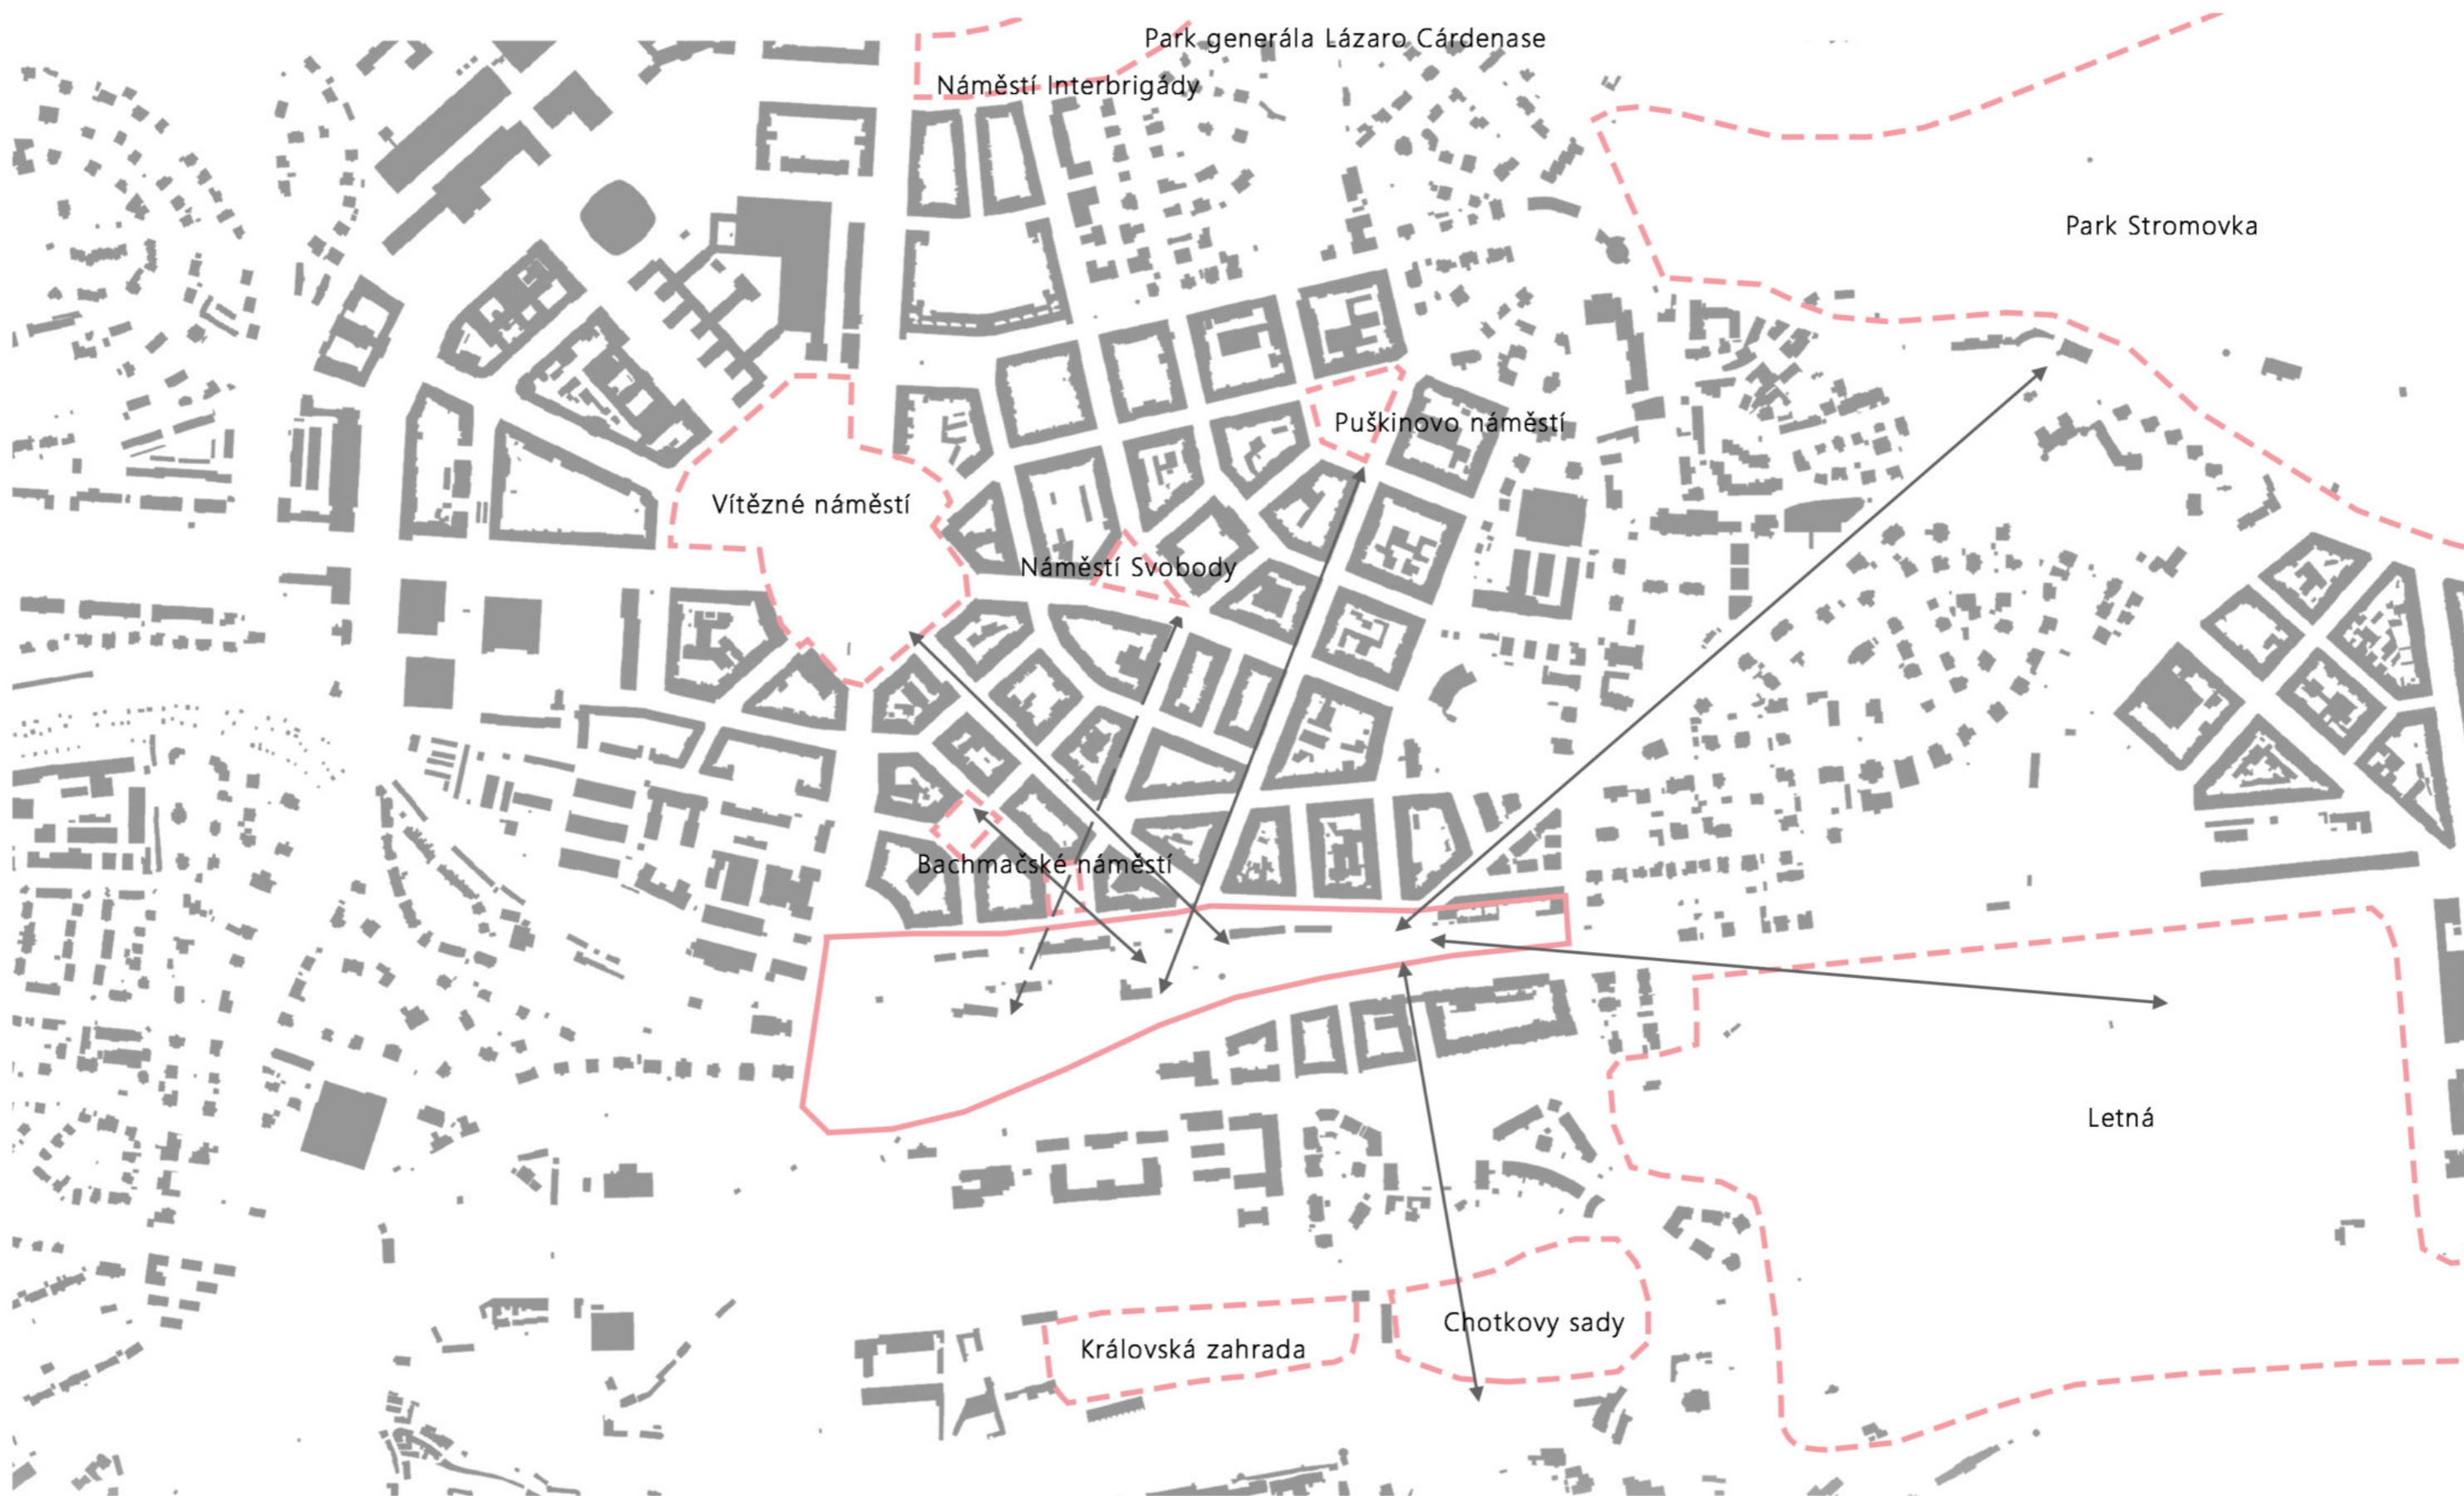 Park generála Lázaro Cárdenase
Náměstí Interbrigády
Park Stromovka
Puškinovo náměstí
Vítězné náměstí
Náměstí Svobody
Bachmačské náměstí
Letná
Chotkovy sady
Královská zahrada